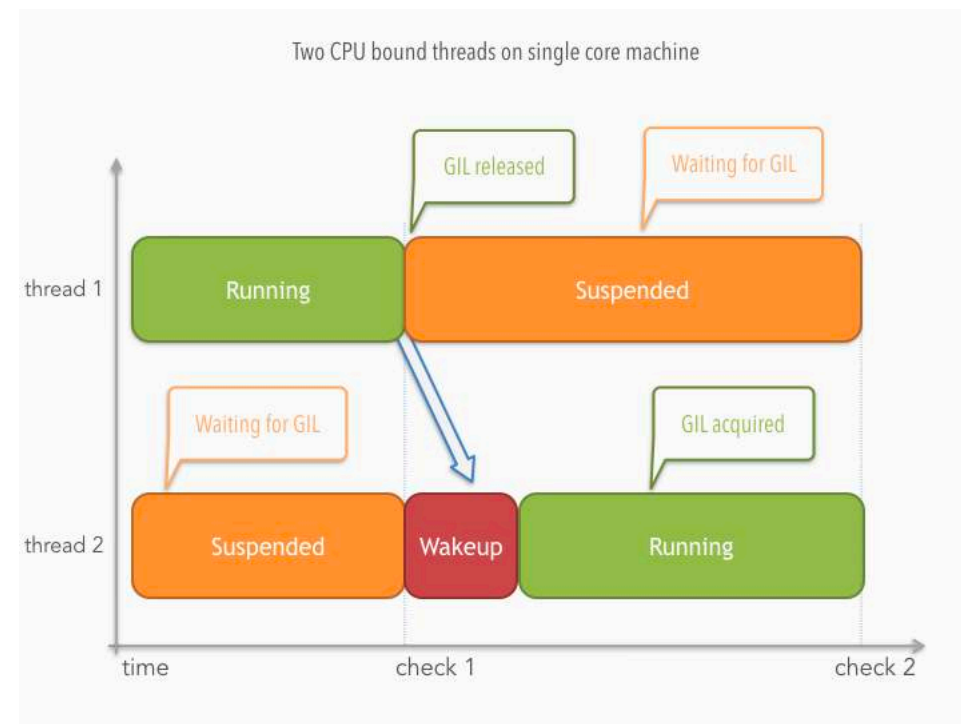 Two CPU bound threads on single core machine
GIL released
Waiting for GIL
thread 1
Running
Suspended
Waiting for GIL
GIL acquired
thread 2
Suspended
Wakeup
Running
time
check 1
check 2